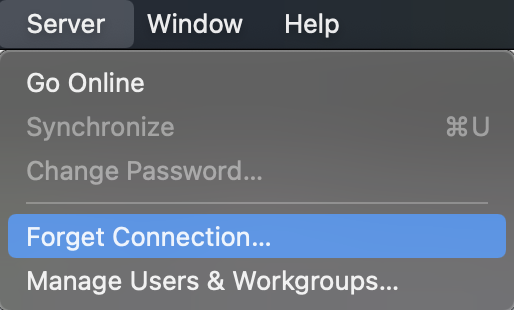 Server Window Help
Go Online
Synchronize ⌘U
Change Password...
Forget Connection...
Manage Users & Workgroups...